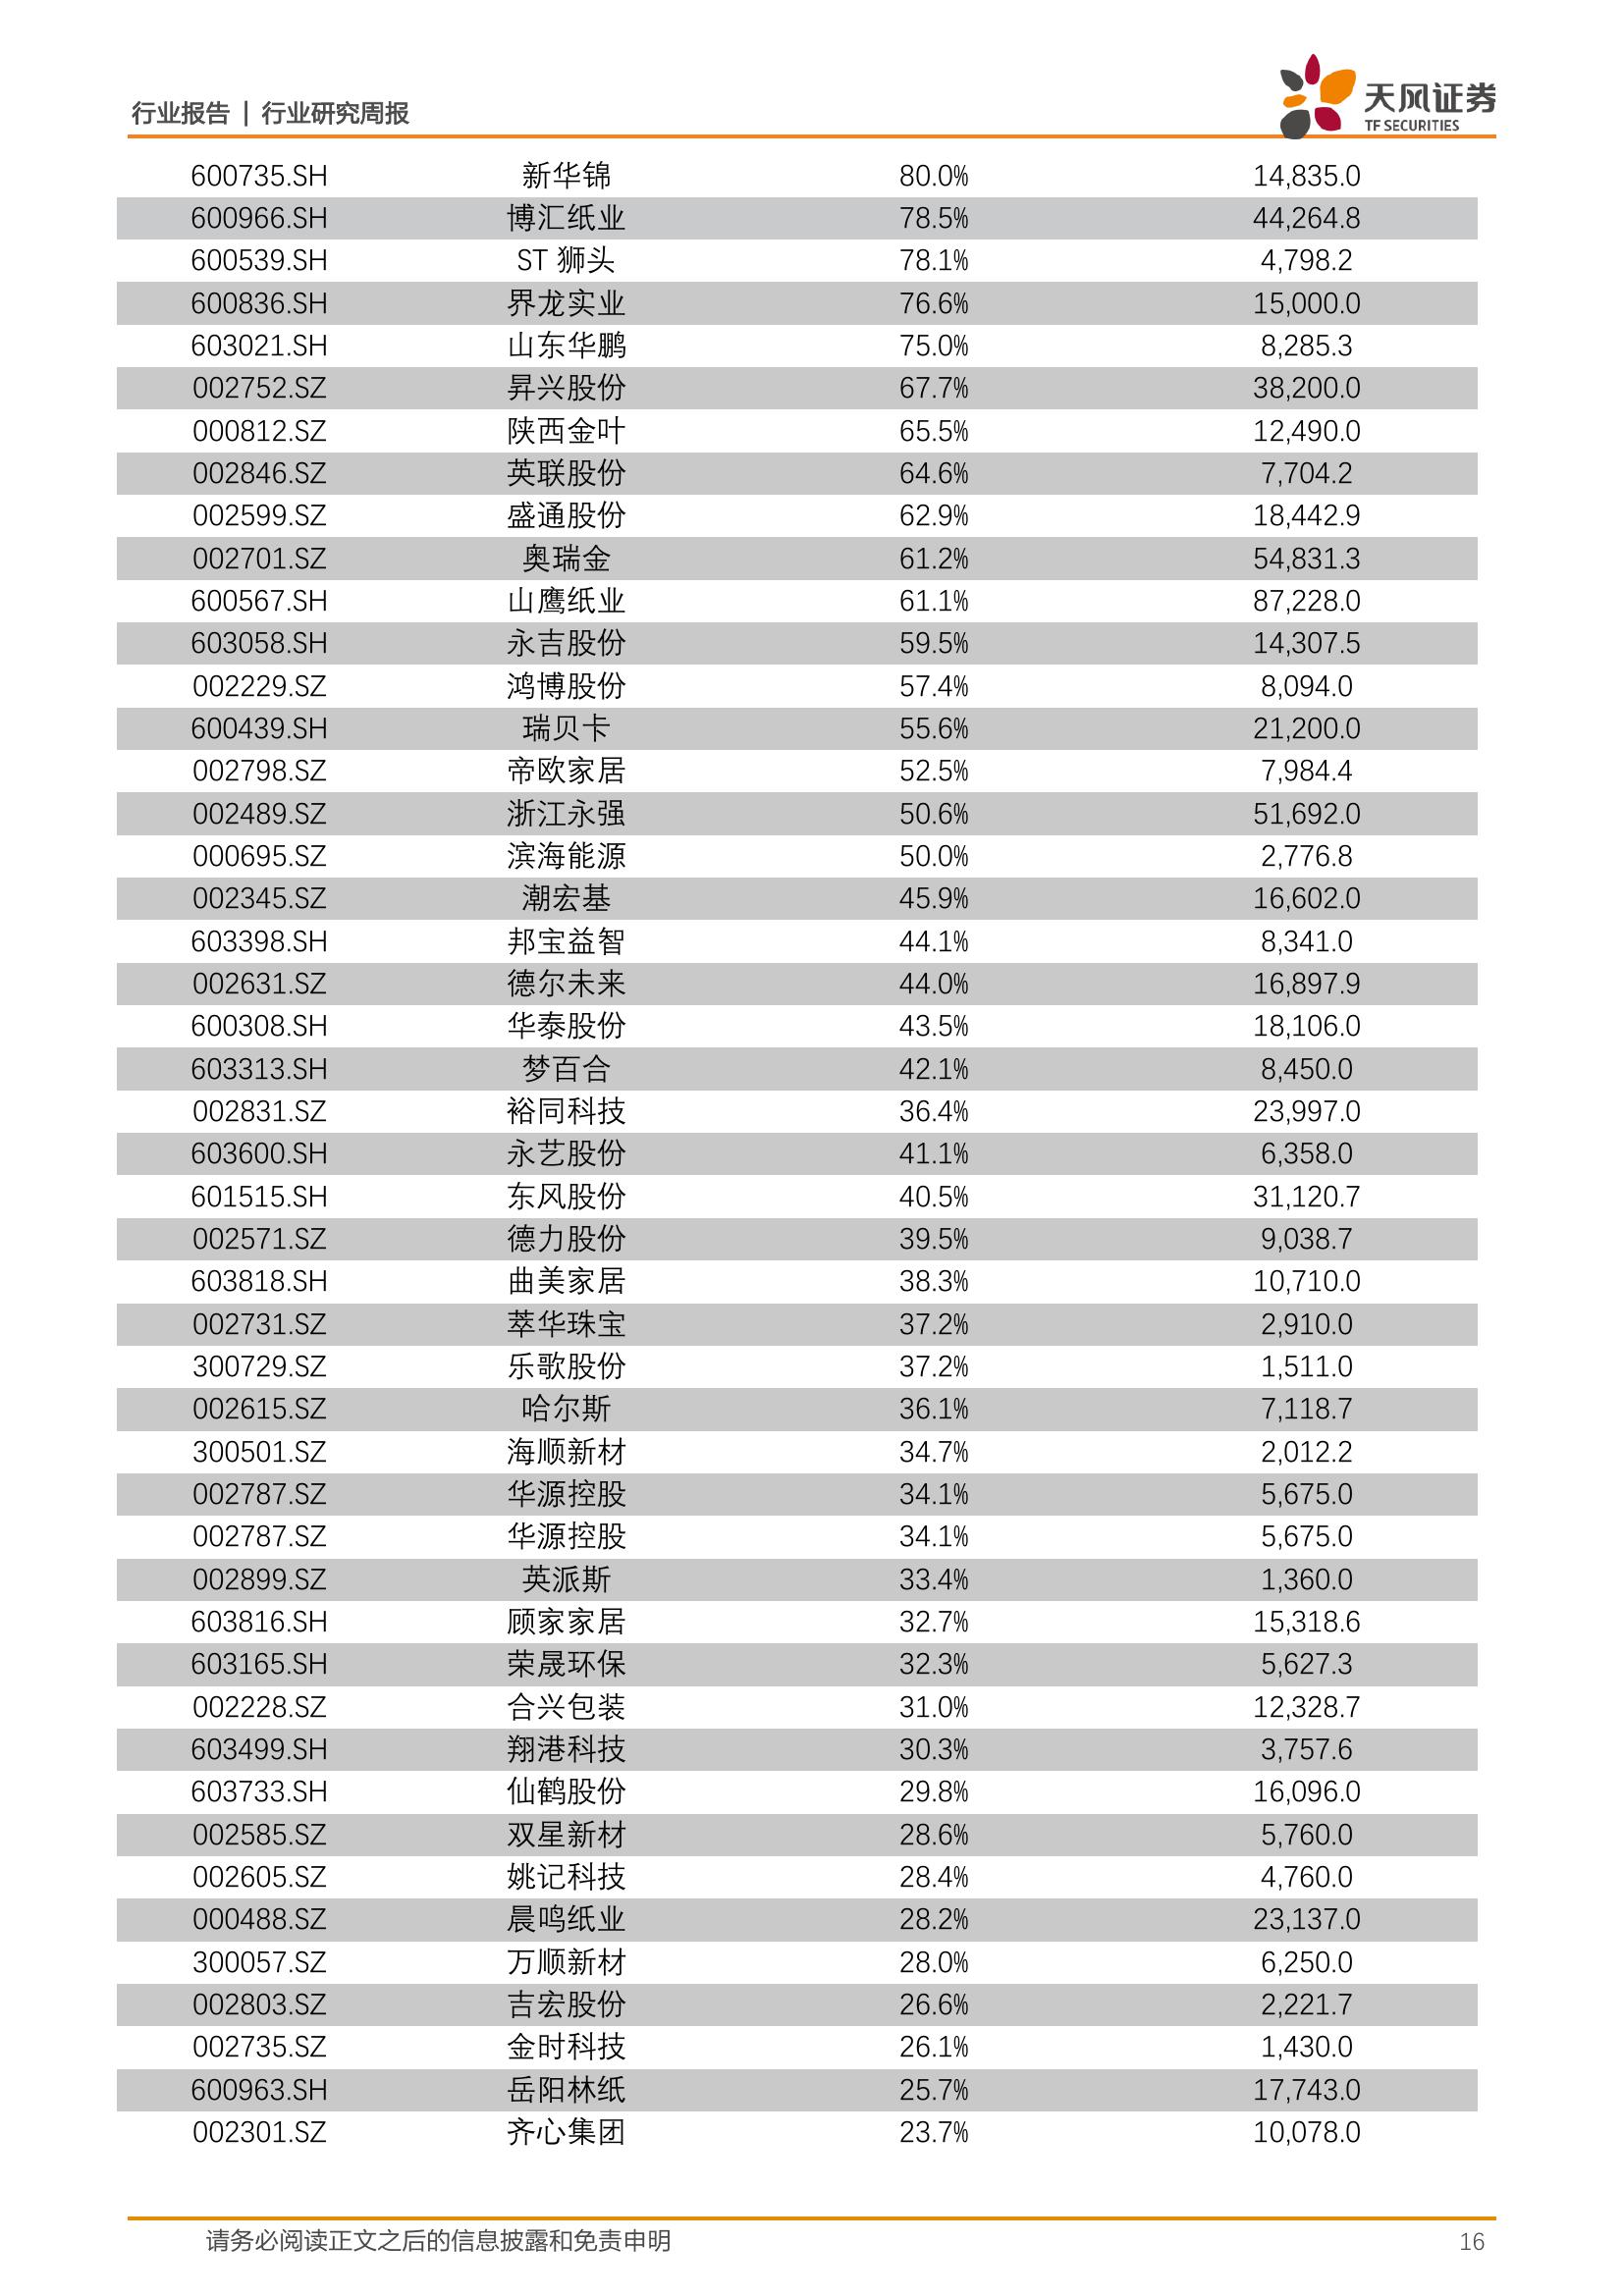 行业报告 | 行业研究周报
天风证券
TF SECURITIES
600735.SH 新华锦 80.0% 14,835.0
600966.SH 博汇纸业 78.5% 44,264.8
600539.SH ST 狮头 78.1% 4,798.2
600836.SH 界龙实业 76.6% 15,000.0
603021.SH 山东华鹏 75.0% 8,285.3
002752.SZ 昇兴股份 67.7% 38,200.0
000812.SZ 陕西金叶 65.5% 12,490.0
002846.SZ 英联股份 64.6% 7,704.2
002599.SZ 盛通股份 62.9% 18,442.9
002701.SZ 奥瑞金 61.2% 54,831.3
600567.SH 山鹰纸业 61.1% 87,228.0
603058.SH 永吉股份 59.5% 14,307.5
002229.SZ 鸿博股份 57.4% 8,094.0
600439.SH 瑞贝卡 55.6% 21,200.0
002798.SZ 帝欧家居 52.5% 7,984.4
002489.SZ 浙江永强 50.6% 51,692.0
000695.SZ 滨海能源 50.0% 2,776.8
002345.SZ 潮宏基 45.9% 16,602.0
603398.SH 邦宝益智 44.1% 8,341.0
002631.SZ 德尔未来 44.0% 16,897.9
600308.SH 华泰股份 43.5% 18,106.0
603313.SH 梦百合 42.1% 8,450.0
002831.SZ 裕同科技 36.4% 23,997.0
603600.SH 永艺股份 41.1% 6,358.0
601515.SH 东风股份 40.5% 31,120.7
002571.SZ 德力股份 39.5% 9,038.7
603818.SH 曲美家居 38.3% 10,710.0
002731.SZ 萃华珠宝 37.2% 2,910.0
300729.SZ 乐歌股份 37.2% 1,511.0
002615.SZ 哈尔斯 36.1% 7,118.7
300501.SZ 海顺新材 34.7% 2,012.2
002787.SZ 华源控股 34.1% 5,675.0
002787.SZ 华源控股 34.1% 5,675.0
002899.SZ 英派斯 33.4% 1,360.0
603816.SH 顾家家居 32.7% 15,318.6
603165.SH 荣晟环保 32.3% 5,627.3
002228.SZ 合兴包装 31.0% 12,328.7
603499.SH 翔港科技 30.3% 3,757.6
603733.SH 仙鹤股份 29.8% 16,096.0
002585.SZ 双星新材 28.6% 5,760.0
002605.SZ 姚记科技 28.4% 4,760.0
000488.SZ 晨鸣纸业 28.2% 23,137.0
300057.SZ 万顺新材 28.0% 6,250.0
002803.SZ 吉宏股份 26.6% 2,221.7
002735.SZ 金时科技 26.1% 1,430.0
600963.SH 岳阳林纸 25.7% 17,743.0
002301.SZ 齐心集团 23.7% 10,078.0
请务必阅读正文之后的信息披露和免责申明 16